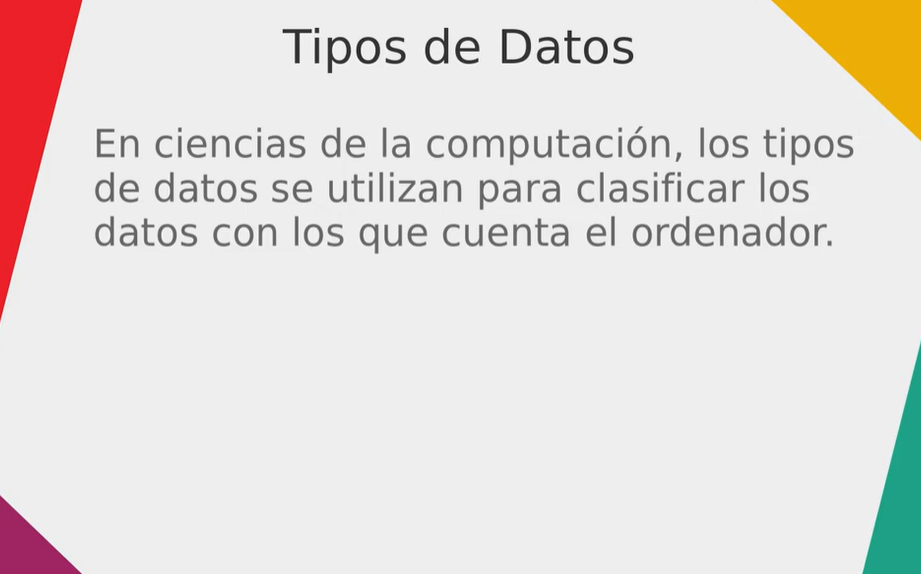 Tipos de Datos
En ciencias de la computación, los tipos
de datos se utilizan para clasificar los
datos con los que cuenta el ordenador.